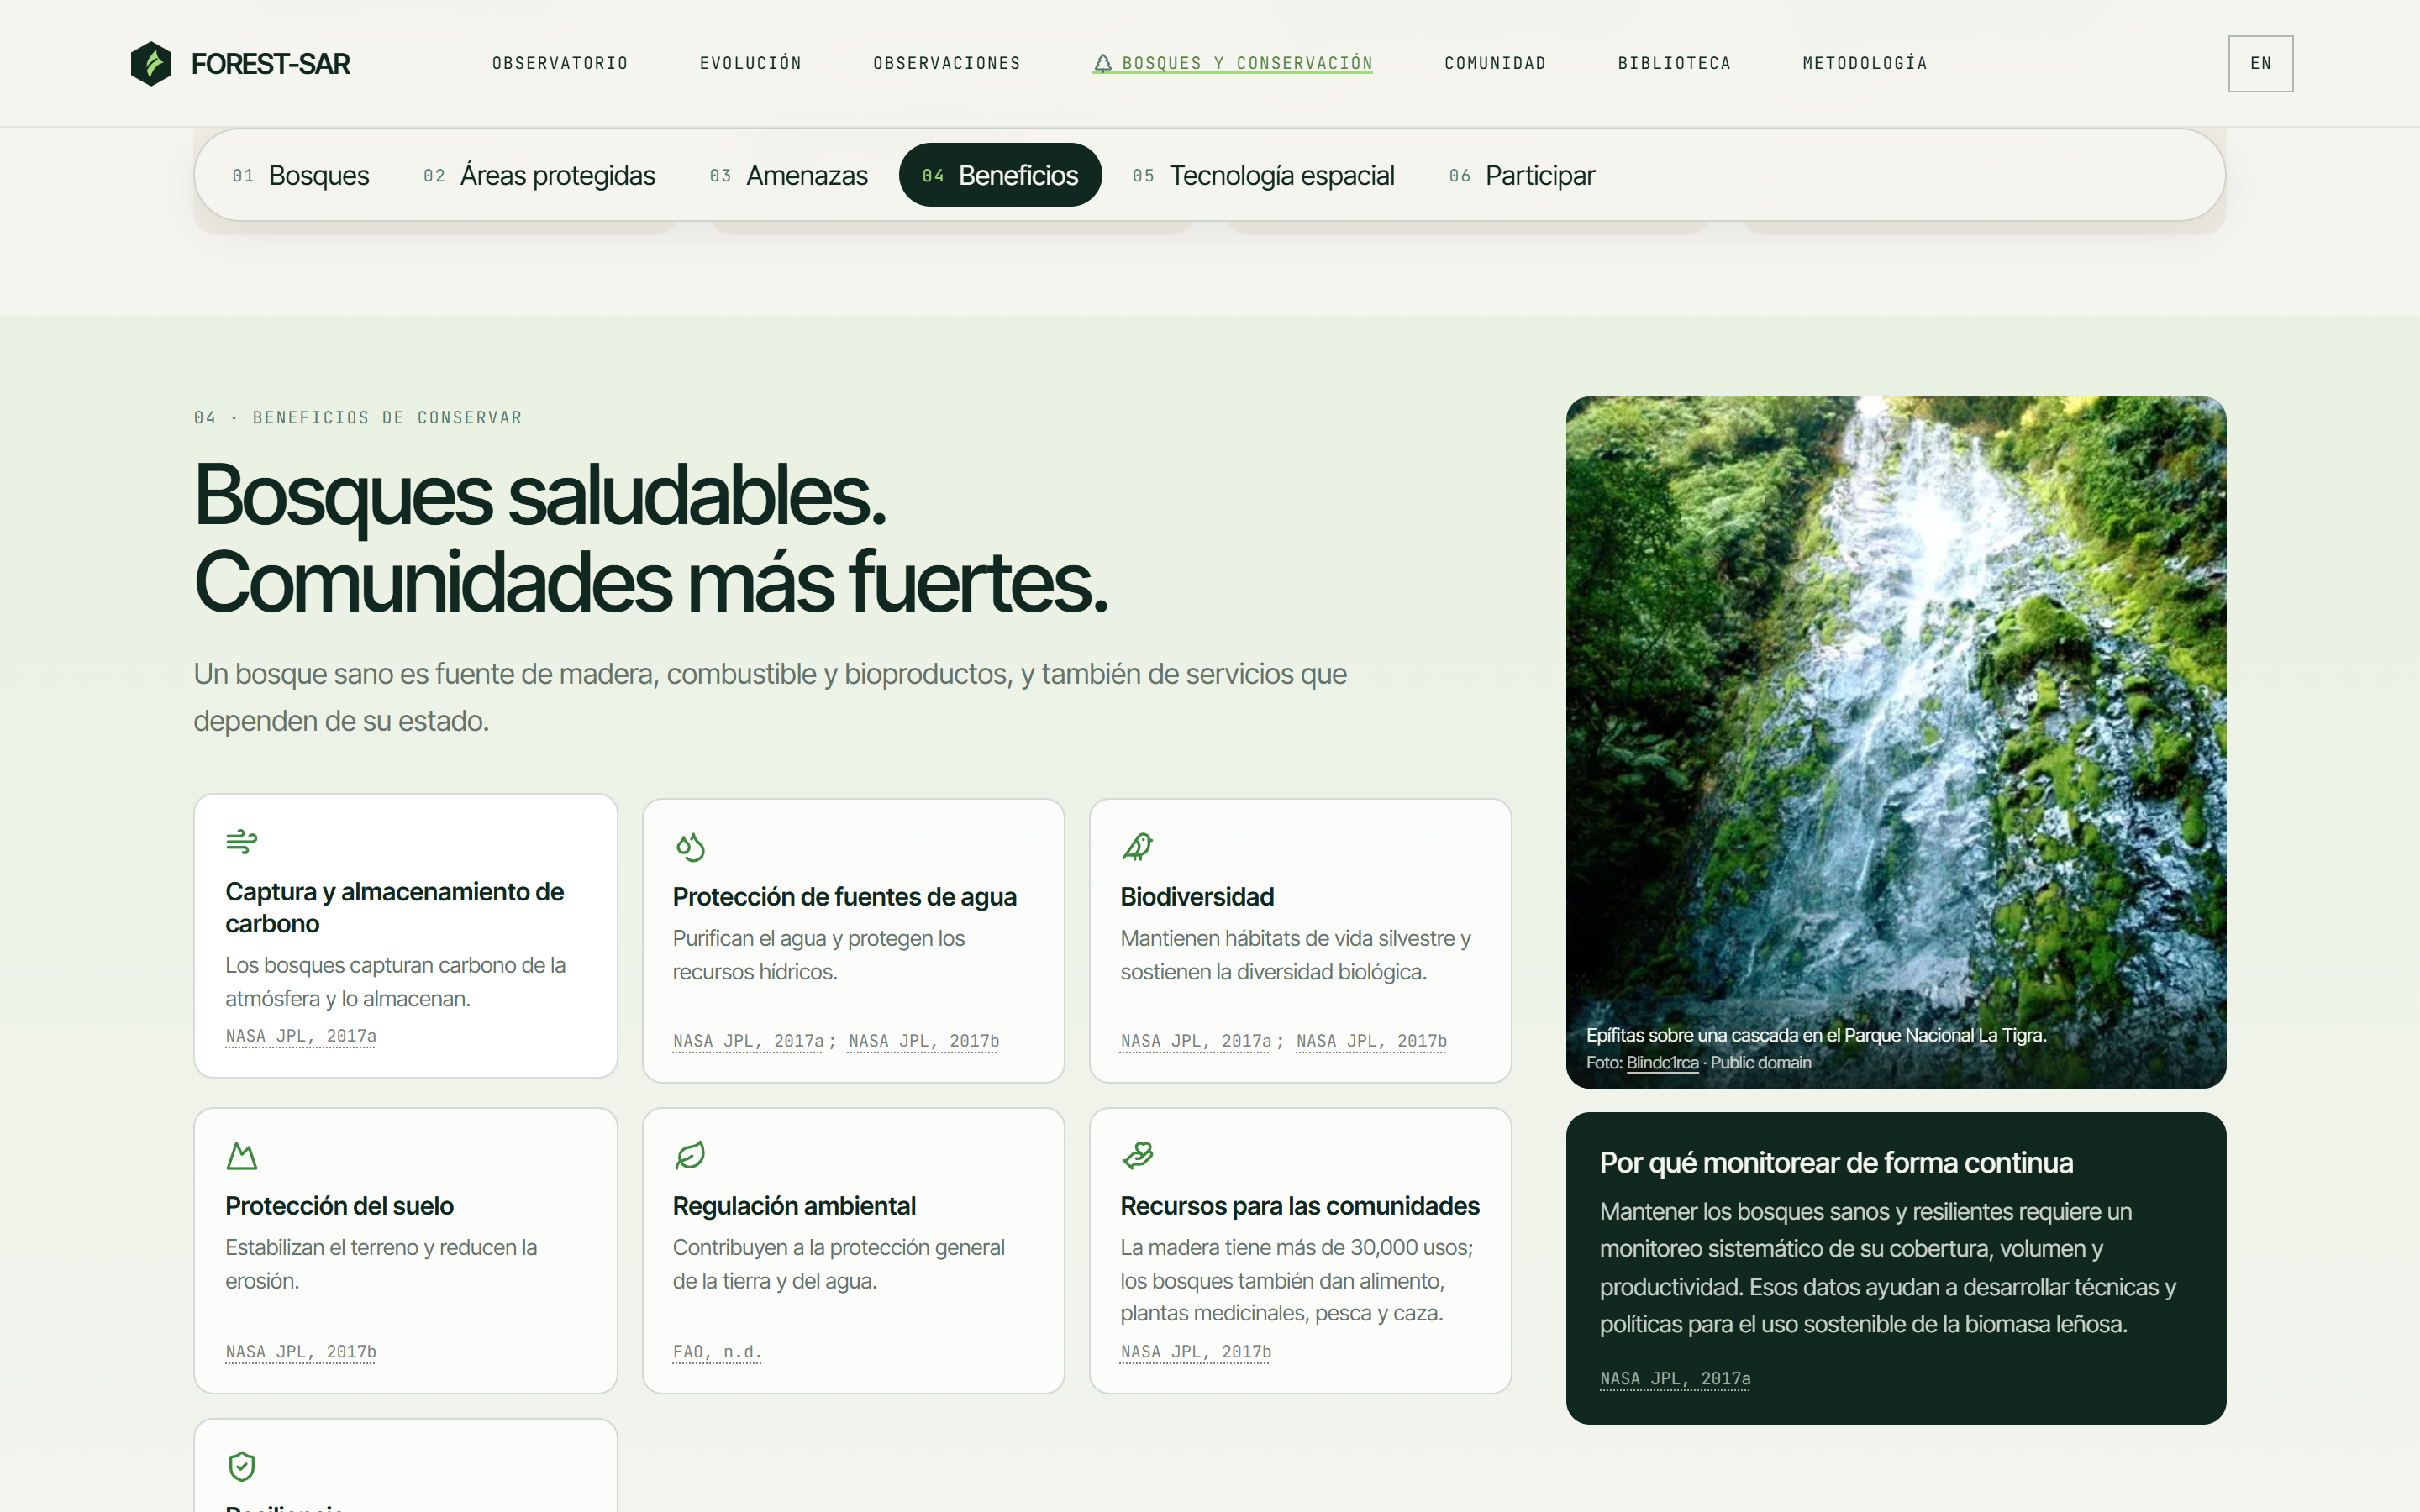 FOREST-SAR
OBSERVATORIO
EVOLUCIÓN
OBSERVACIONES
BOSQUES Y CONSERVACIÓN
COMUNIDAD
BIBLIOTECA
METODOLOGÍA
EN
01 Bosques
02 Áreas protegidas
03 Amenazas
04 Beneficios
05 Tecnología espacial
06 Participar
04 · BENEFICIOS DE CONSERVAR
Bosques saludables.
Comunidades más fuertes.
Un bosque sano es fuente de madera, combustible y bioproductos, y también de servicios que
dependen de su estado.
Captura y almacenamiento de
carbono
Los bosques capturan carbono de la
atmósfera y lo almacenan.
NASA JPL, 2017a
Protección de fuentes de agua
Purifican el agua y protegen los
recursos hídricos.
NASA JPL, 2017a; NASA JPL, 2017b
Biodiversidad
Mantienen hábitats de vida silvestre y
sostienen la diversidad biológica.
NASA JPL, 2017a; NASA JPL, 2017b
Protección del suelo
Estabilizan el terreno y reducen la
erosión.
NASA JPL, 2017b
Regulación ambiental
Contribuyen a la protección general
de la tierra y del agua.
FAO, n.d.
Recursos para las comunidades
La madera tiene más de 30,000 usos;
los bosques también dan alimento,
plantas medicinales, pesca y caza.
NASA JPL, 2017b
Epífitas sobre una cascada en el Parque Nacional La Tigra.
Foto: Blindc1rca · Public domain
Por qué monitorear de forma continua
Mantener los bosques sanos y resilientes requiere un
monitoreo sistemático de su cobertura, volumen y
productividad. Esos datos ayudan a desarrollar técnicas y
políticas para el uso sostenible de la biomasa leñosa.
NASA JPL, 2017a